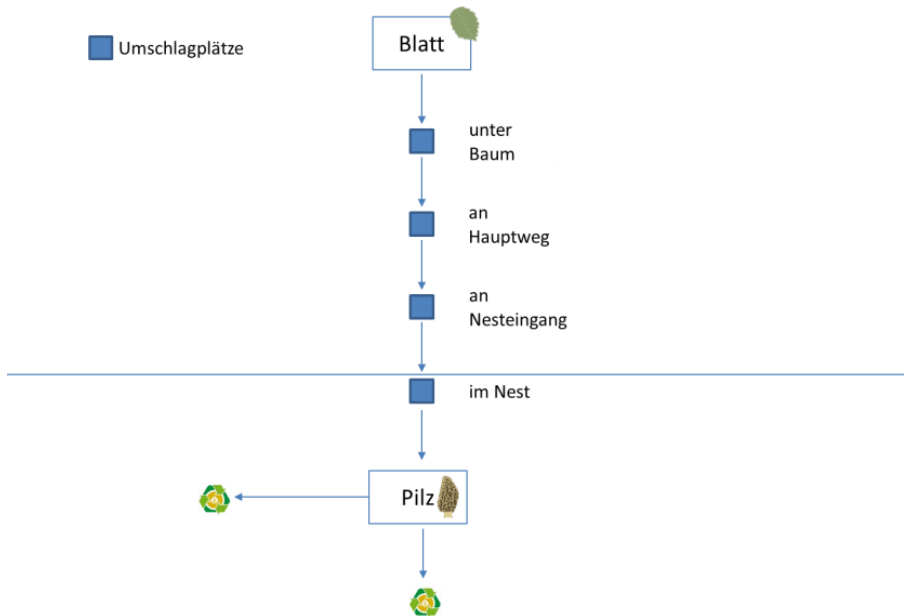 Umschlagplätze
Blatt
unter
Baum
an
Hauptweg
an
Nesteingang
im Nest
Pilz